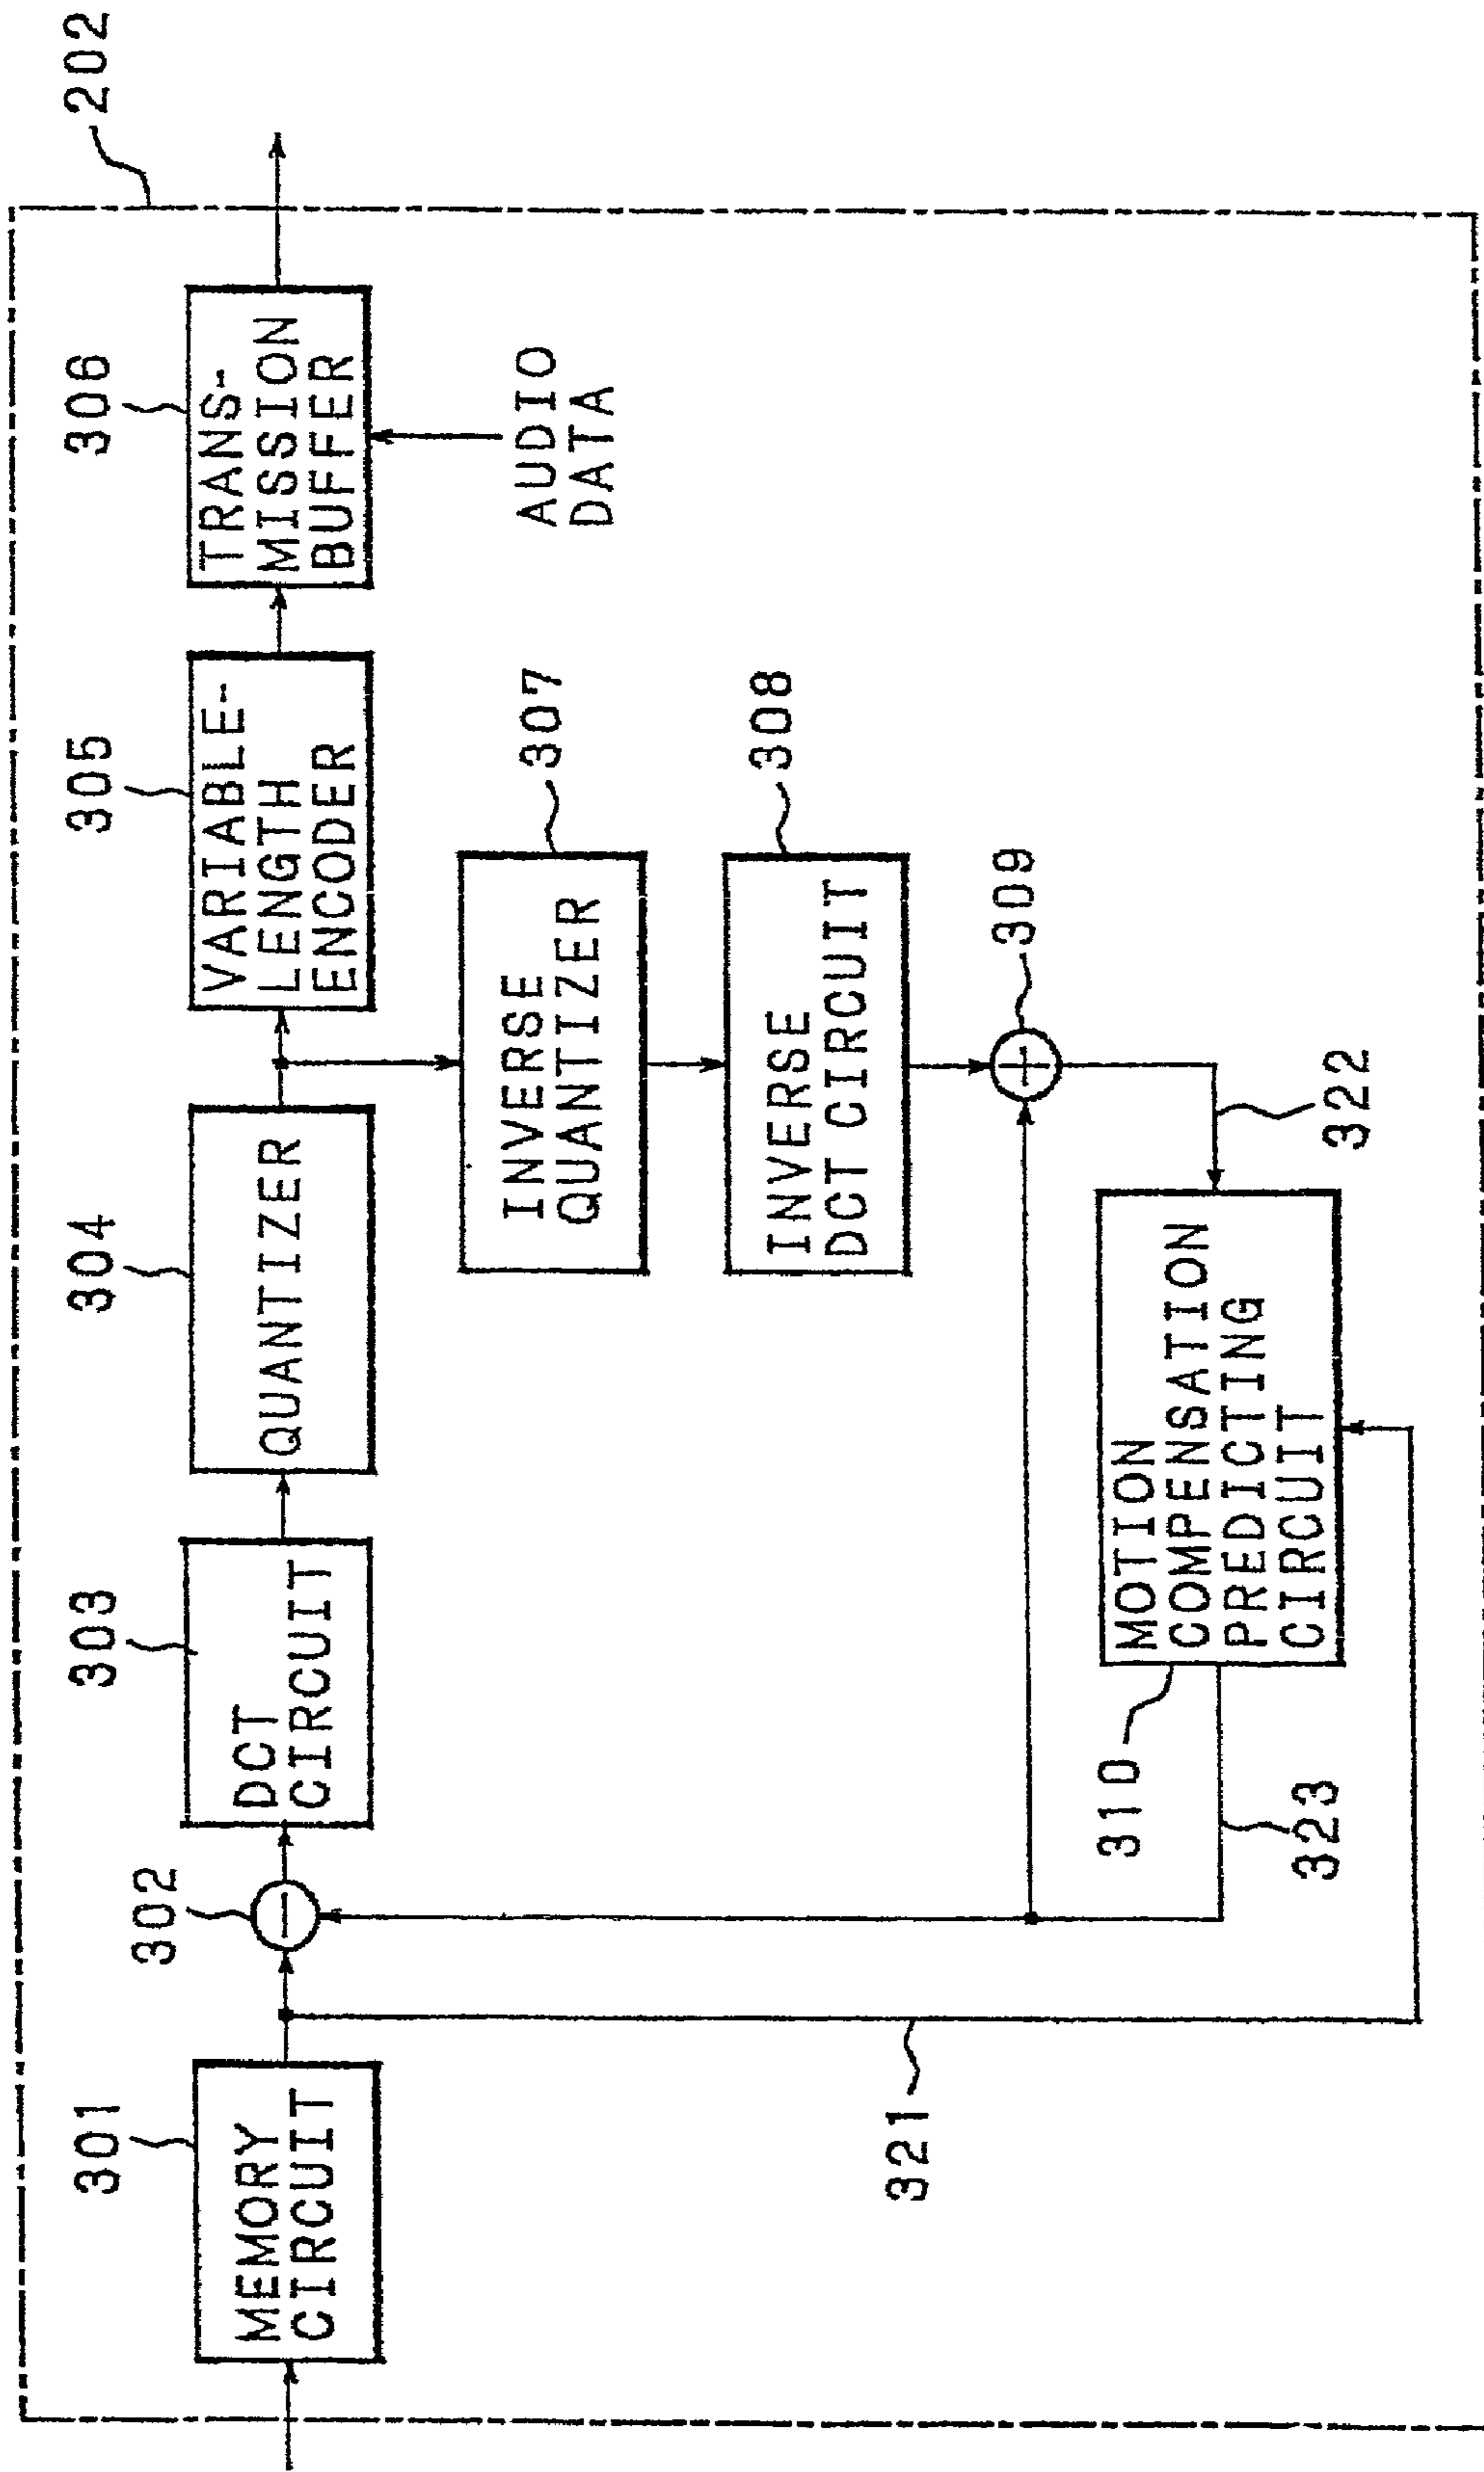 202
301
MEMORY
CIRCUIT
302
303
DCT
CIRCUIT
304
QUANTIZER
305
VARIABLE-
LENGTH
ENCODER
306
TRANS-
MISSION
BUFFER
AUDIO
DATA
307
INVERSE
QUANTIZER
308
INVERSE
DCT CIRCUIT
309
322
310
MOTION
COMPENSATION
PREDICTING
CIRCUIT
323
321